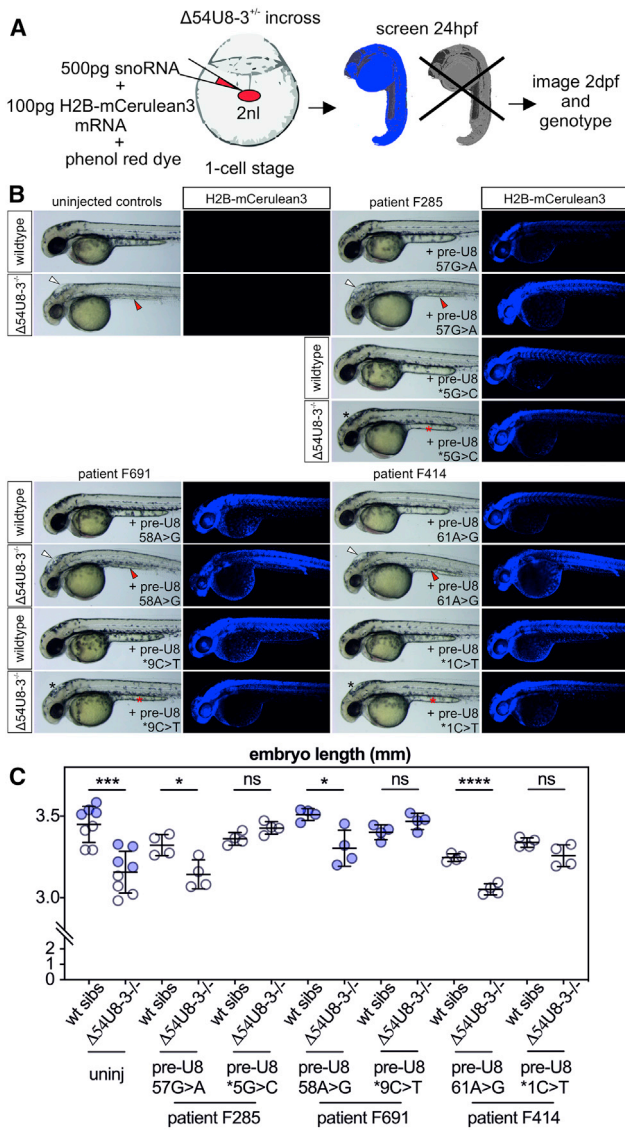 A
Δ54U8-3+/- incross
500pg snoRNA
+
100pg H2B-mCerulean3
mRNA
+
phenol red dye
2nl
1-cell stage
screen 24hpf
image 2dpf
and
genotype
B
uninjected controls
H2B-mCerulean3
patient F285
H2B-mCerulean3
wildtype
+ pre-U8
57G>A
Δ54U8-3-/-
+ pre-U8
57G>A
wildtype
+ pre-U8
*5G>C
Δ54U8-3-/-
*
*
+ pre-U8
*5G>C
patient F691
patient F414
wildtype
+ pre-U8
58A>G
+ pre-U8
61A>G
Δ54U8-3-/-
+ pre-U8
58A>G
+ pre-U8
61A>G
wildtype
+ pre-U8
*9C>T
+ pre-U8
*1C>T
Δ54U8-3-/-
*
*
+ pre-U8
*9C>T
*
*
+ pre-U8
*1C>T
C
embryo length (mm)
*** * ns * ns **** ns
3.5
3.0
2
1
0
wt sibs Δ54U8-3-/- wt sibs Δ54U8-3-/- wt sibs Δ54U8-3-/- wt sibs Δ54U8-3-/- wt sibs Δ54U8-3-/- wt sibs Δ54U8-3-/- wt sibs Δ54U8-3-/-
uninj
pre-U8
57G>A
pre-U8
*5G>C
pre-U8
58A>G
pre-U8
*9C>T
pre-U8
61A>G
pre-U8
*1C>T
patient F285
patient F691
patient F414